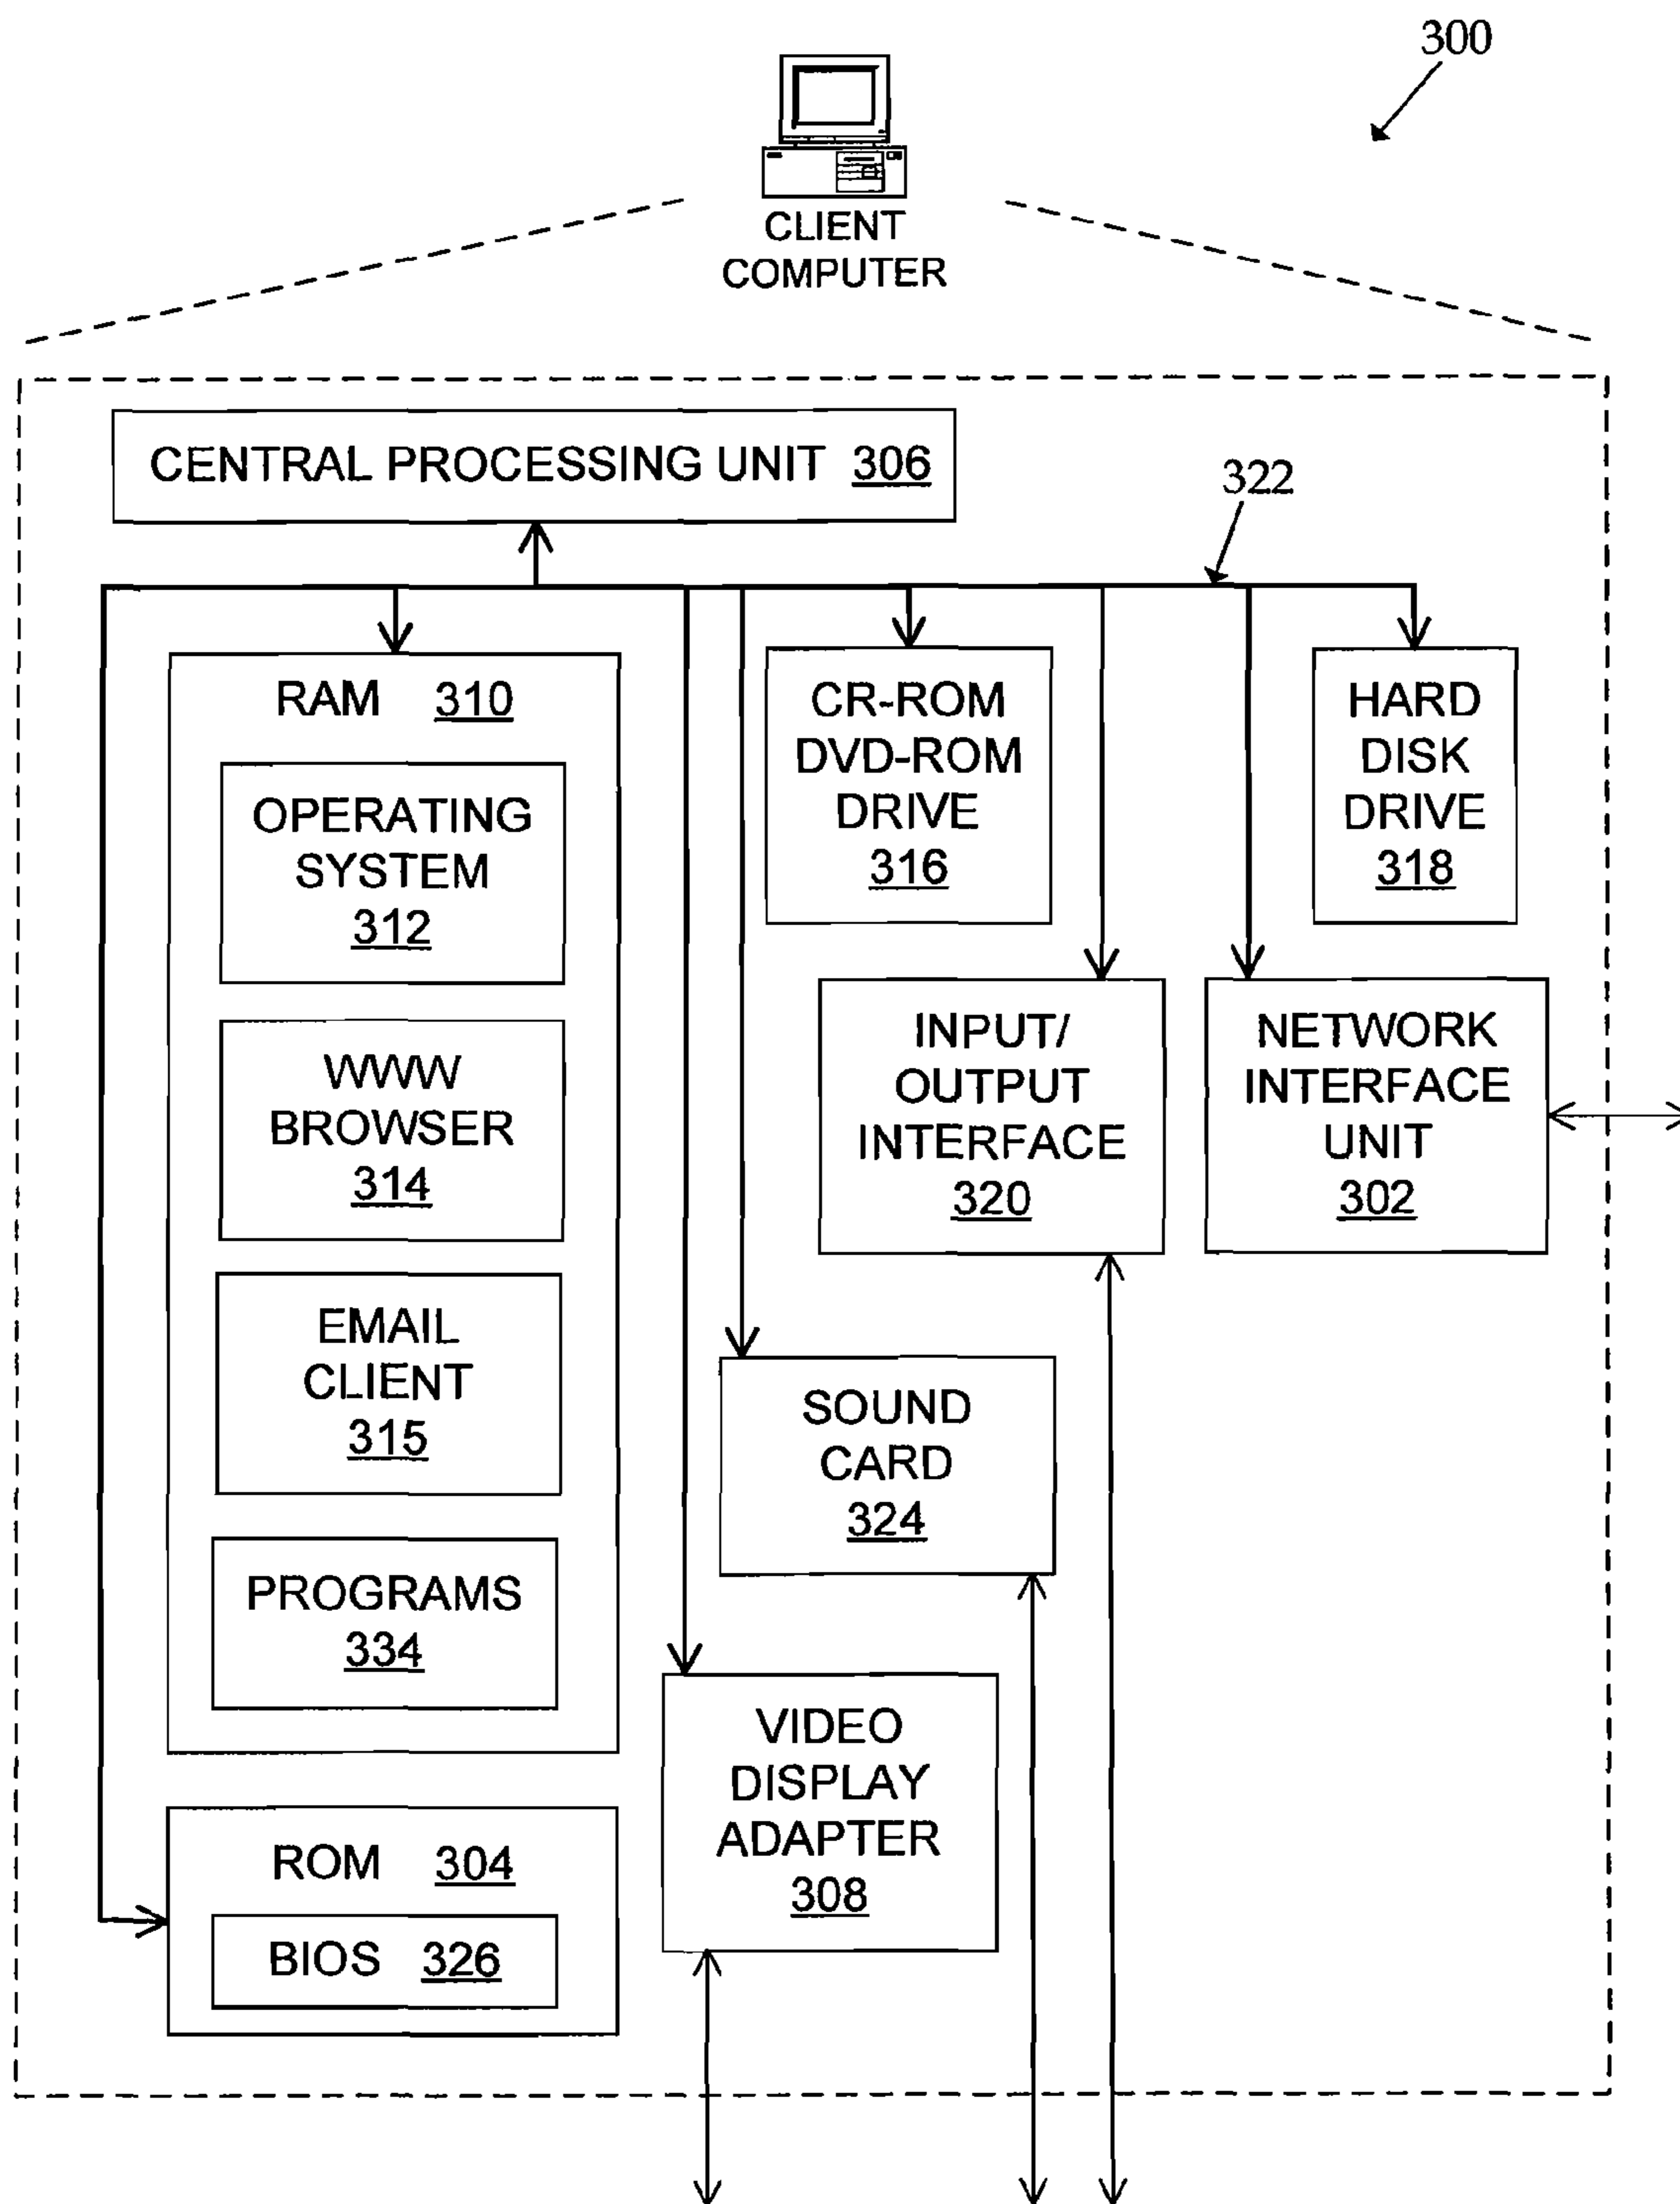 300
CLIENT
COMPUTER
CENTRAL PROCESSING UNIT 306
322
RAM 310
OPERATING
SYSTEM
312
WWW
BROWSER
314
EMAIL
CLIENT
315
PROGRAMS
334
ROM 304
BIOS 326
CR-ROM
DVD-ROM
DRIVE
316
HARD
DISK
DRIVE
318
INPUT/
OUTPUT
INTERFACE
320
NETWORK
INTERFACE
UNIT
302
SOUND
CARD
324
VIDEO
DISPLAY
ADAPTER
308